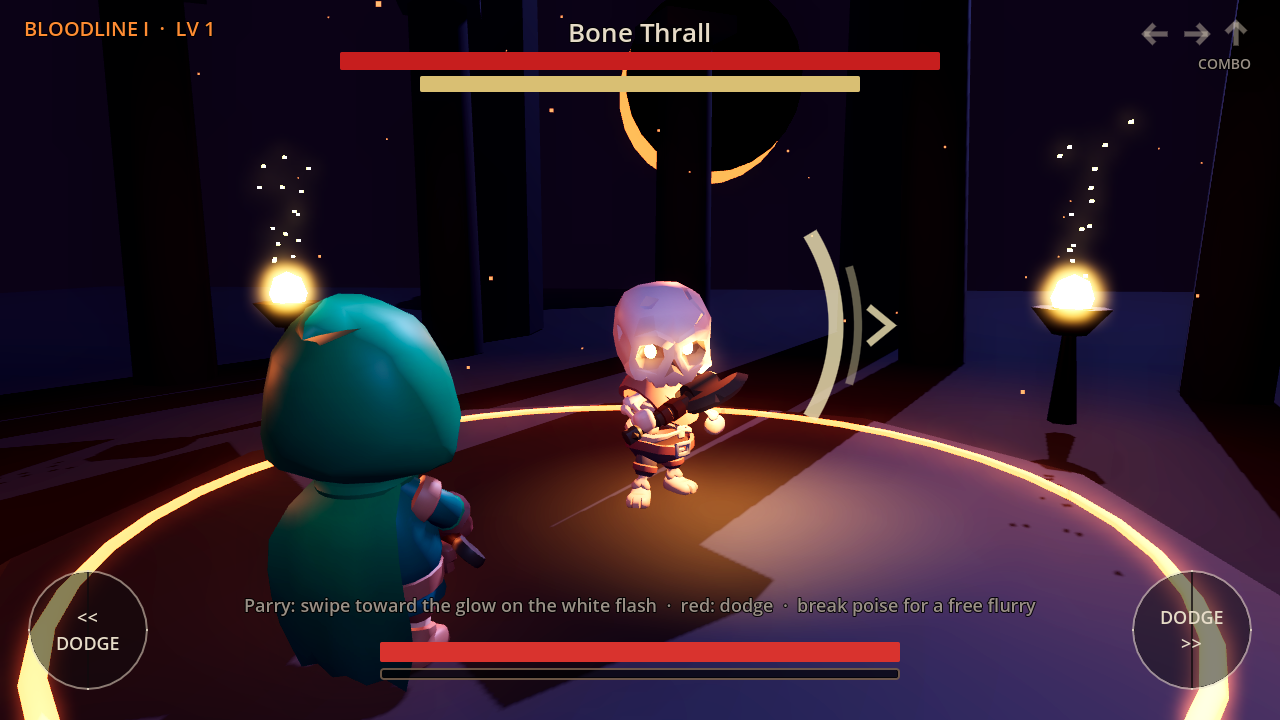 BLOODLINE I · LV 1
Bone Thrall
COMBO
Parry: swipe toward the glow on the white flash · red: dodge · break poise for a free flurry
<<
DODGE
DODGE
>>